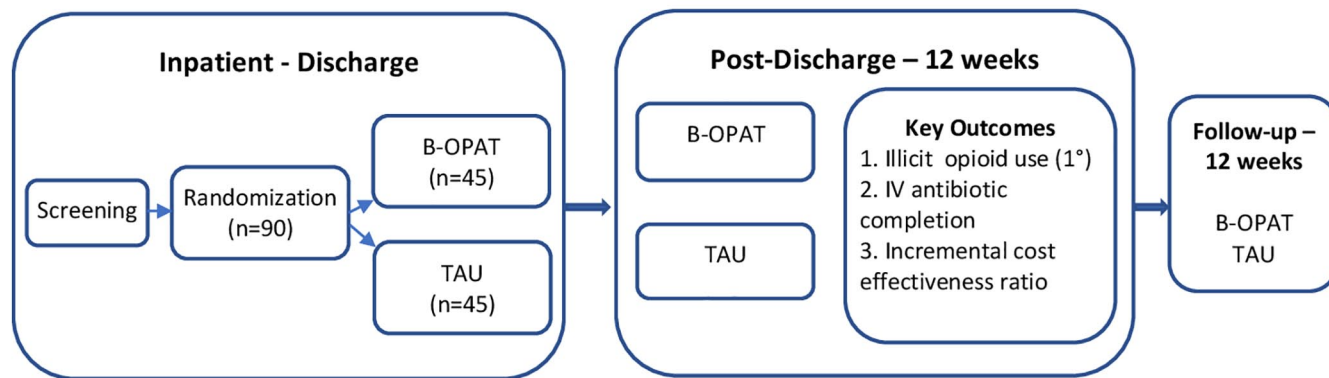 Inpatient - Discharge
Screening
Randomization
(n=90)
B-OPAT
(n=45)
TAU
(n=45)
Post-Discharge – 12 weeks
B-OPAT
TAU
Key Outcomes
1. Illicit opioid use (1°)
2. IV antibiotic
completion
3. Incremental cost
effectiveness ratio
Follow-up –
12 weeks
B-OPAT
TAU